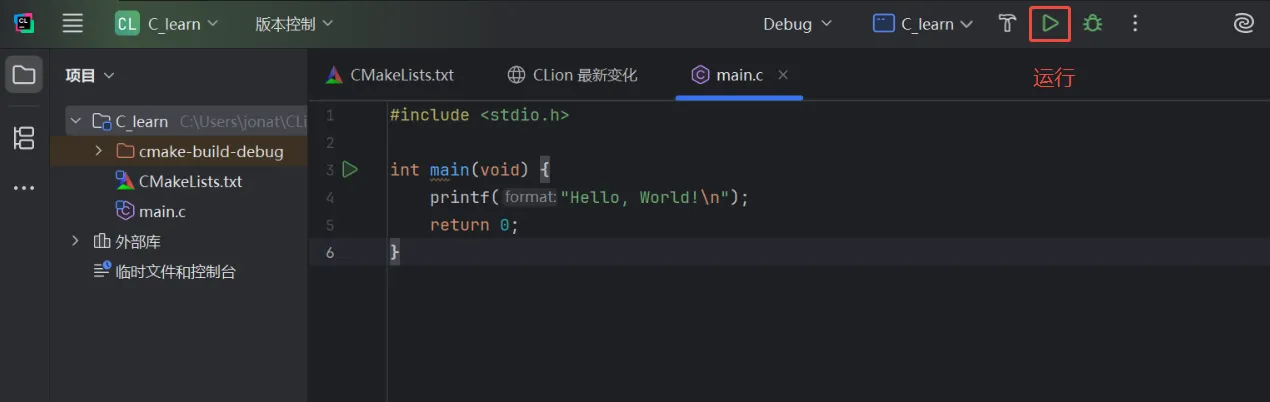 CL C_learn 版本控制 Debug C_learn
项目 CMakeLists.txt CLion 最新变化 main.c 运行
C_learn C:\Users\jonat\CLi
cmake-build-debug
CMakeLists.txt
main.c
外部库
临时文件和控制台
1 #include <stdio.h>
2
3 int main(void) {
4 printf(format:"Hello, World!\n");
5 return 0;
6 }